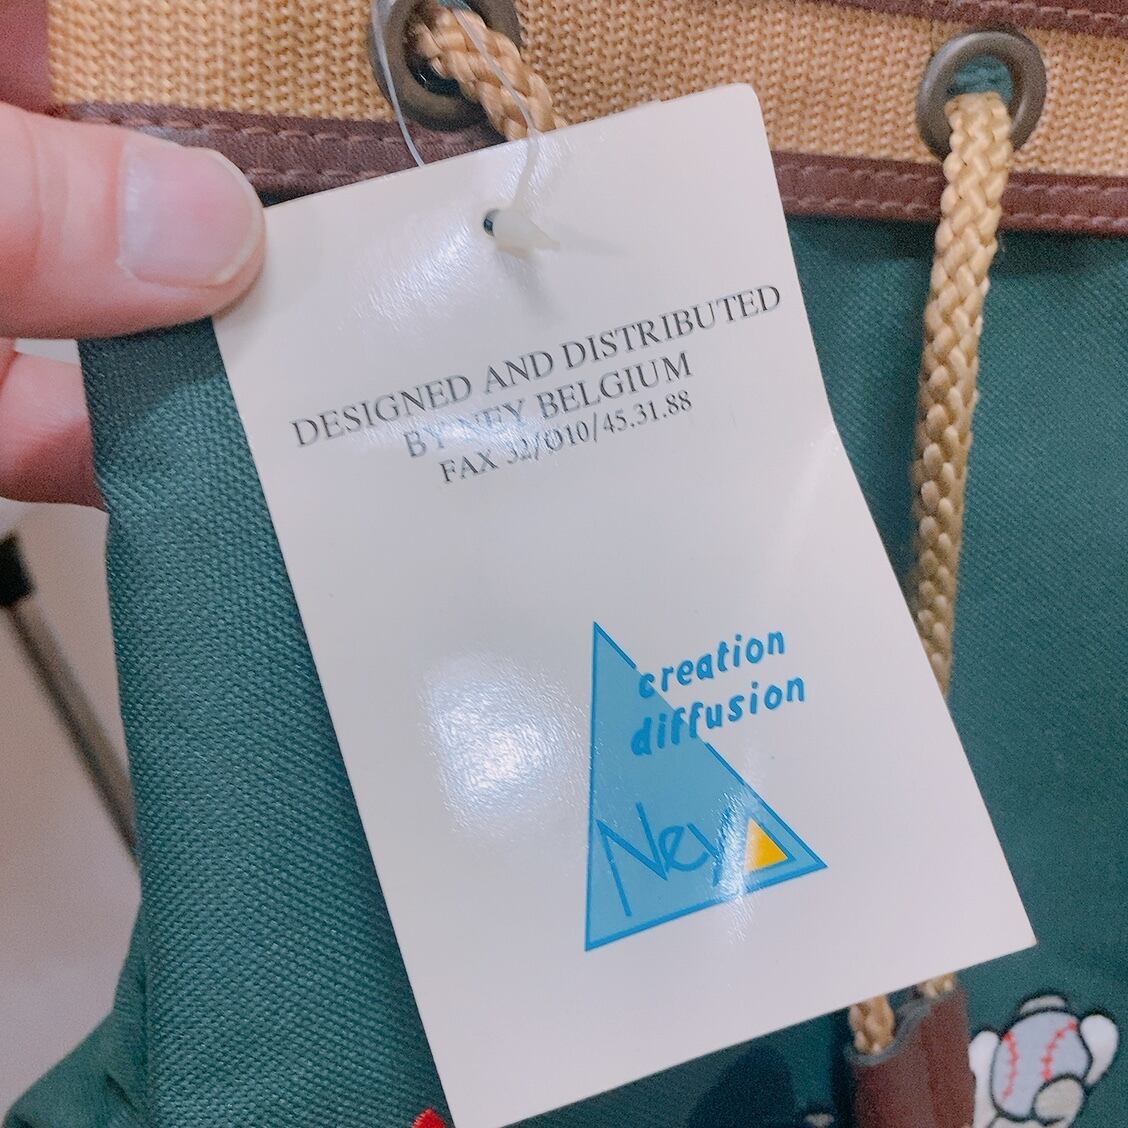 DESIGNED AND DISTRIBUTED
BY NEY BELGIUM
FAX 32/010/45.31.88
creation
diffusion
Ney